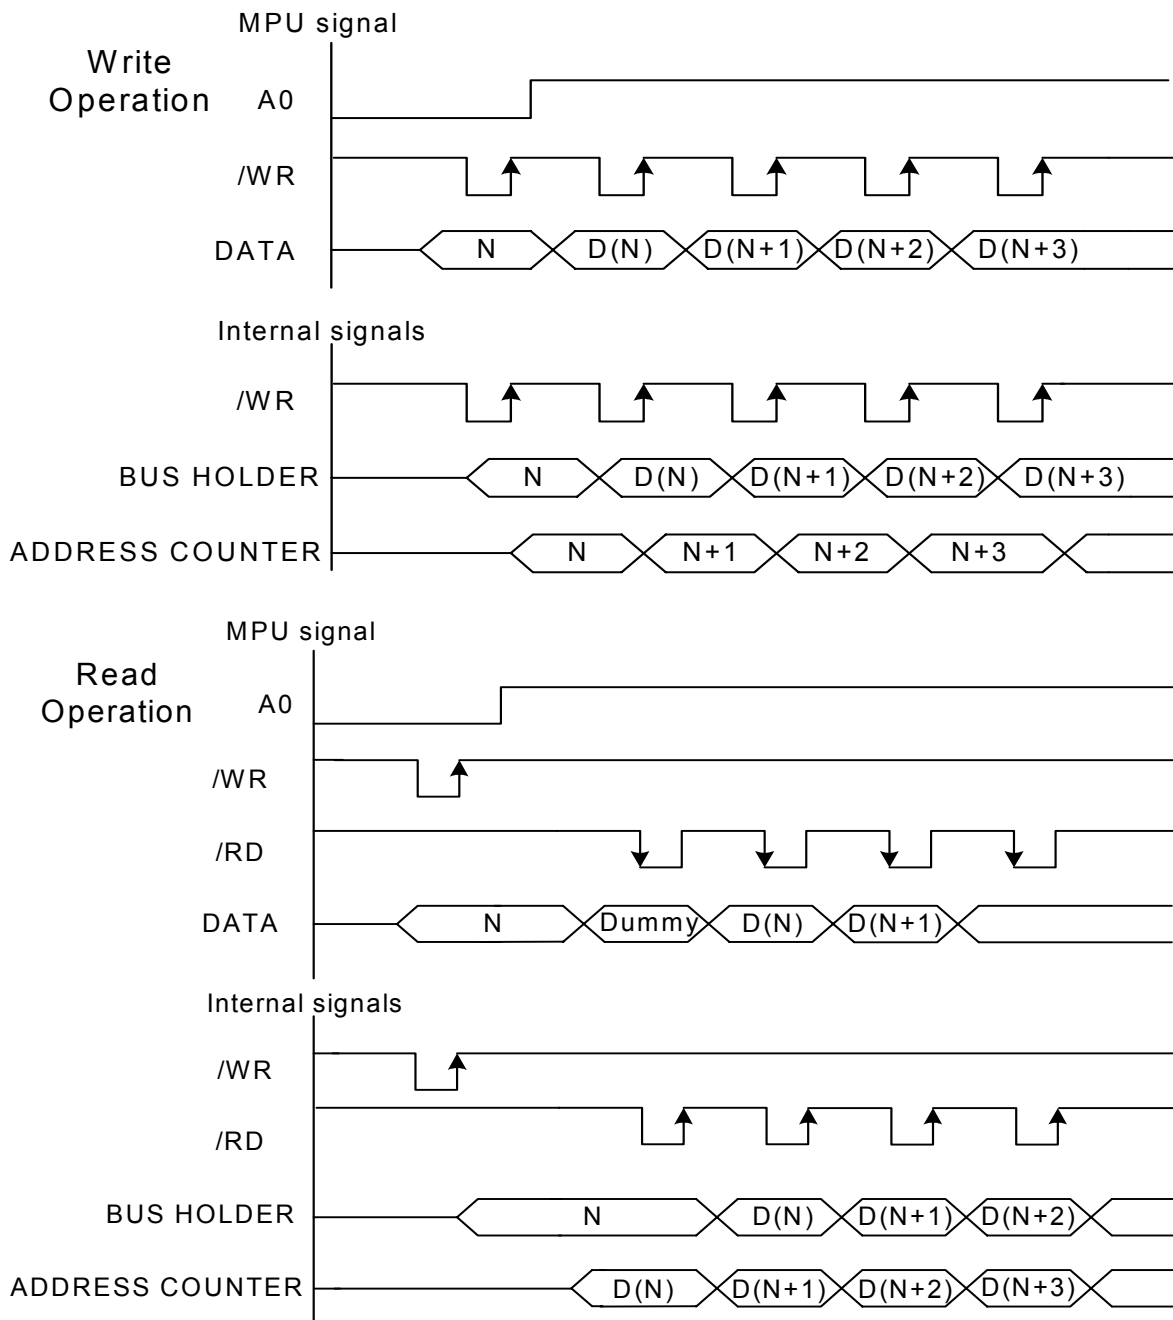 MPU signal
Write
Operation
A0
/WR
DATA
N D(N) D(N+1) D(N+2) D(N+3)
Internal signals
/WR
BUS HOLDER
N D(N) D(N+1) D(N+2) D(N+3)
ADDRESS COUNTER
N N+1 N+2 N+3
MPU signal
Read
Operation
A0
/WR
/RD
DATA
N Dummy D(N) D(N+1)
Internal signals
/WR
/RD
BUS HOLDER
N D(N) D(N+1) D(N+2)
ADDRESS COUNTER
D(N) D(N+1) D(N+2) D(N+3)